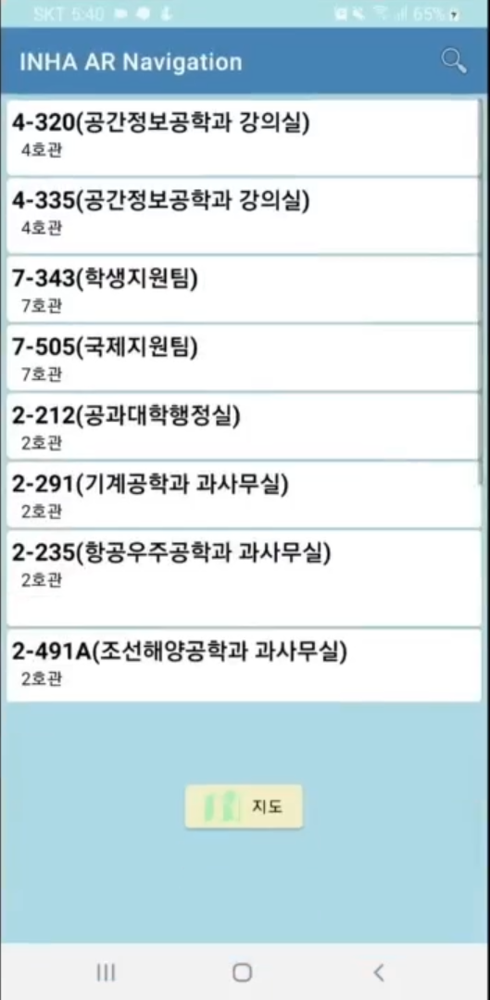 SKT 5:40 65%
INHA AR Navigation
4-320(공간정보공학과 강의실)
4호관
4-335(공간정보공학과 강의실)
4호관
7-343(학생지원팀)
7호관
7-505(국제지원팀)
7호관
2-212(공과대학행정실)
2호관
2-291(기계공학과 과사무실)
2호관
2-235(항공우주공학과 과사무실)
2호관
2-491A(조선해양공학과 과사무실)
2호관
지도